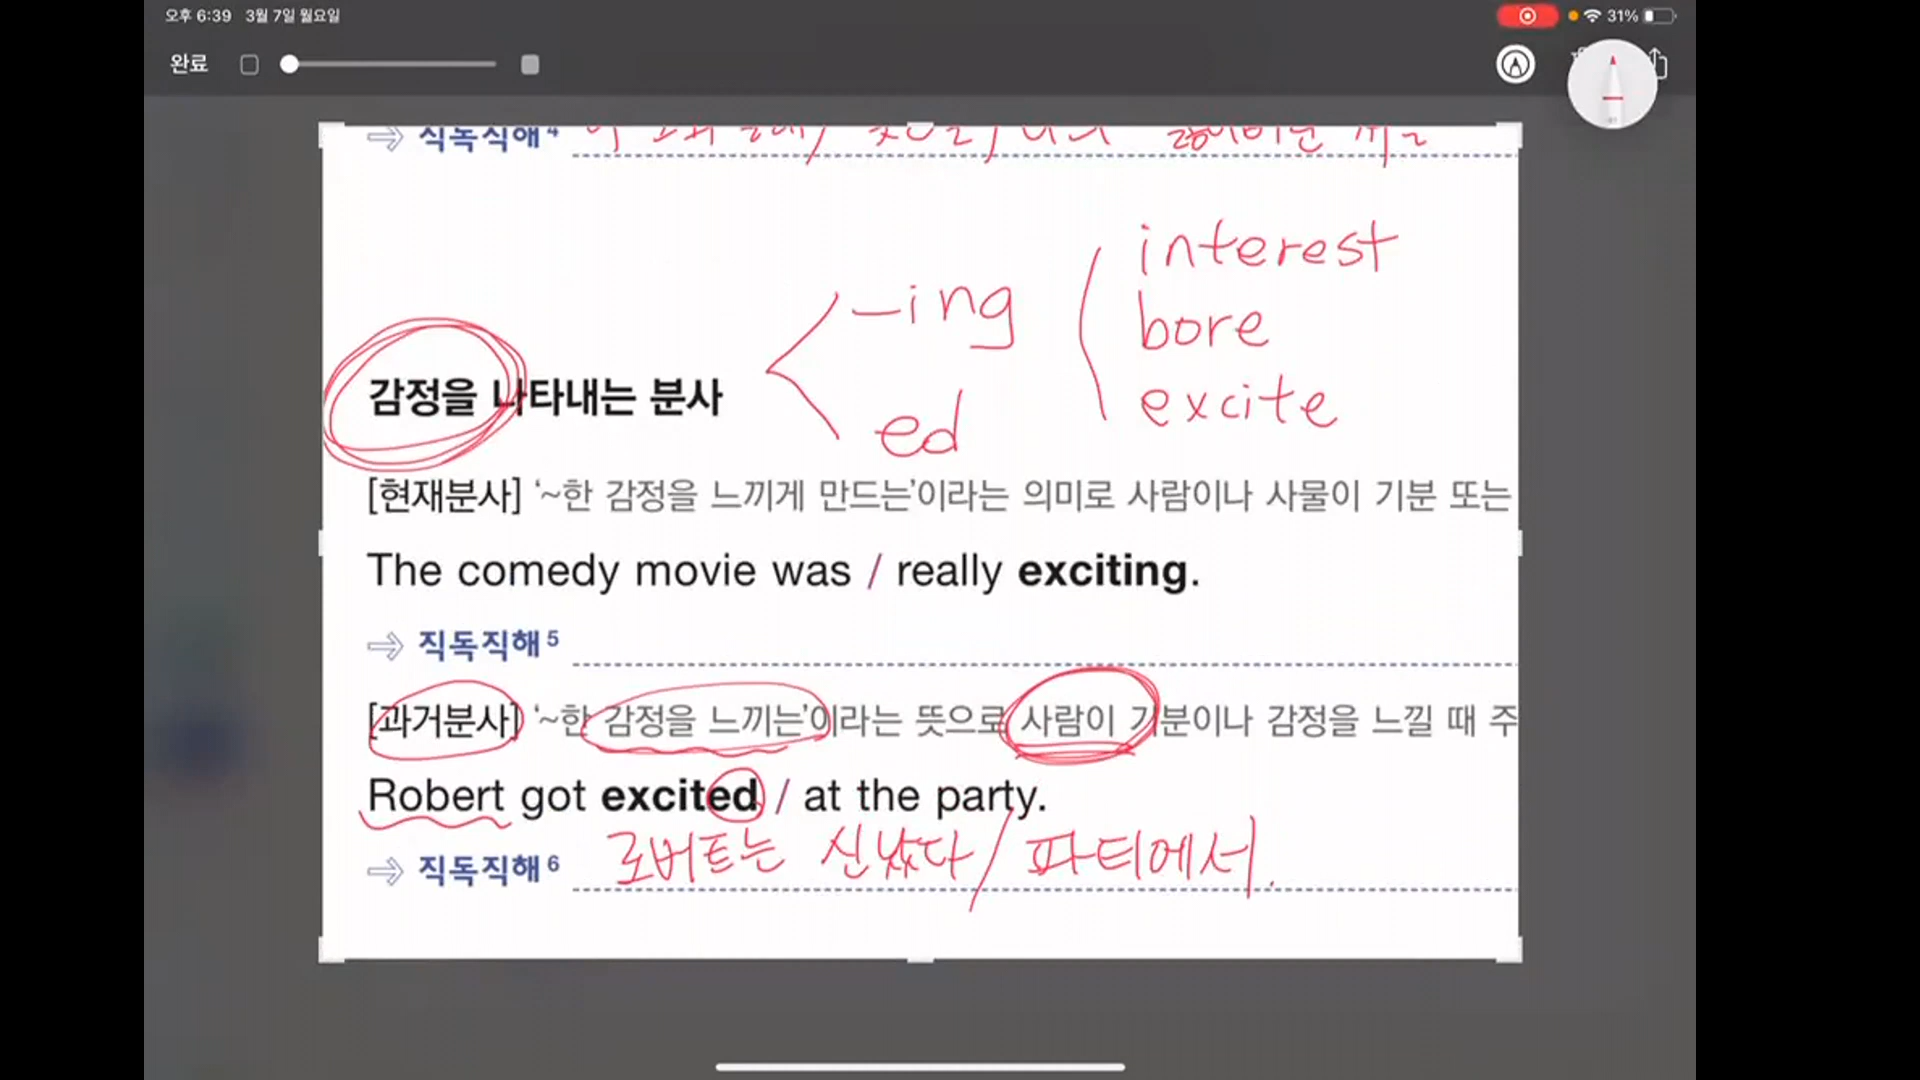 오후 6:39 3월 7일 월요일
31%
완료
⇨ 직독직해 4
interest
-ing
bore
감정을 나타내는 분사
excite
ed
[현재분사] ‘~한 감정을 느끼게 만드는’이라는 의미로 사람이나 사물이 기분 또는
The comedy movie was / really exciting.
⇨ 직독직해 5
[과거분사] ‘~한 감정을 느끼는’이라는 뜻으로 사람이 기분이나 감정을 느낄 때 주
Robert got excited / at the party.
⇨ 직독직해 6 로버트는 신났다 / 파티에서.